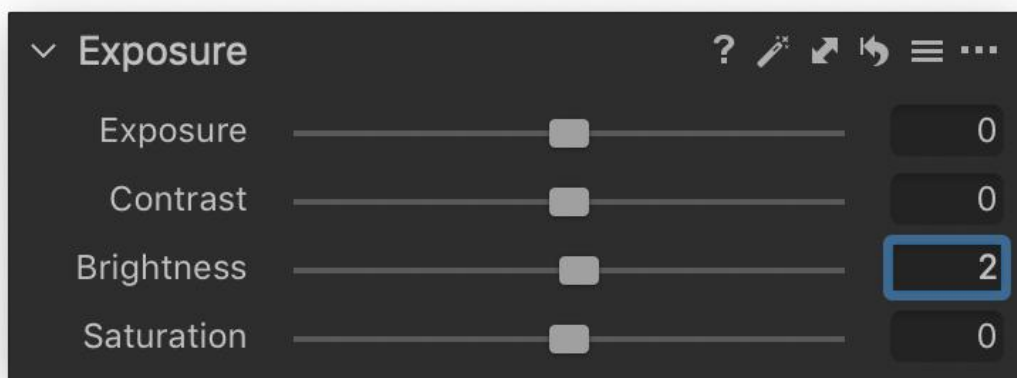 Exposure ?
Exposure 0
Contrast 0
Brightness 2
Saturation 0